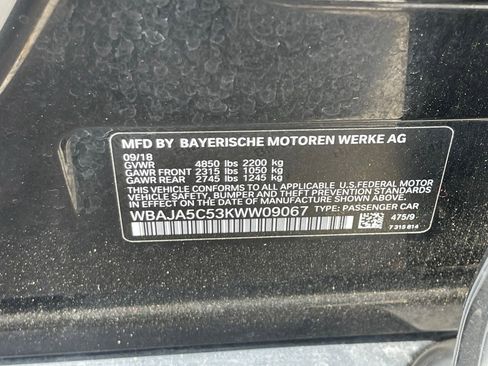 MFD BY BAYERISCHE MOTOREN WERKE AG
09/18
GVWR 4850 lbs 2200 kg
GAWR FRONT 2315 lbs 1050 kg
GAWR REAR 2745 lbs 1245 kg
THIS VEHICLE CONFORMS TO ALL APPLICABLE U.S. FEDERAL MOTOR
VEHICLE SAFETY, BUMPER, AND THEFT PREVENTION STANDARDS
IN EFFECT ON THE DATE OF MANUFACTURE SHOWN ABOVE.
WBAJA5C53KWW09067 TYPE: PASSENGER CAR
475/9
7 319 814